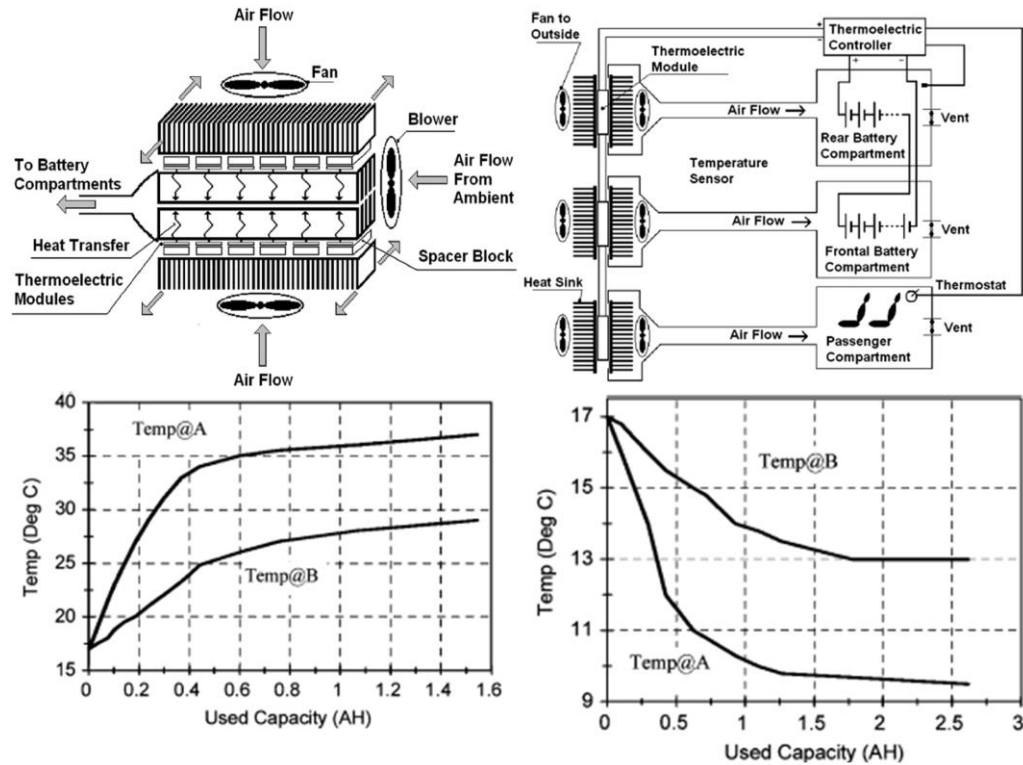 Air Flow
Fan
Blower
To Battery
Compartments
Air Flow
From
Ambient
Heat Transfer
Spacer Block
Thermoelectric
Modules
Air Flow
Fan to
Outside
Thermoelectric
Module
+
−
Thermoelectric
Controller
+
−
Air Flow
Vent
Rear Battery
Compartment
Temperature
Sensor
Air Flow
Vent
Frontal Battery
Compartment
Heat Sink
Thermostat
Air Flow
Vent
Passenger
Compartment
40
35
30
25
20
15
Temp (Deg C)
Temp@A
Temp@B
0 0.2 0.4 0.6 0.8 1 1.2 1.4 1.6
Used Capacity (AH)
17
15
13
11
9
Temp (Deg C)
Temp@B
Temp@A
0 0.5 1 1.5 2 2.5 3
Used Capacity (AH)